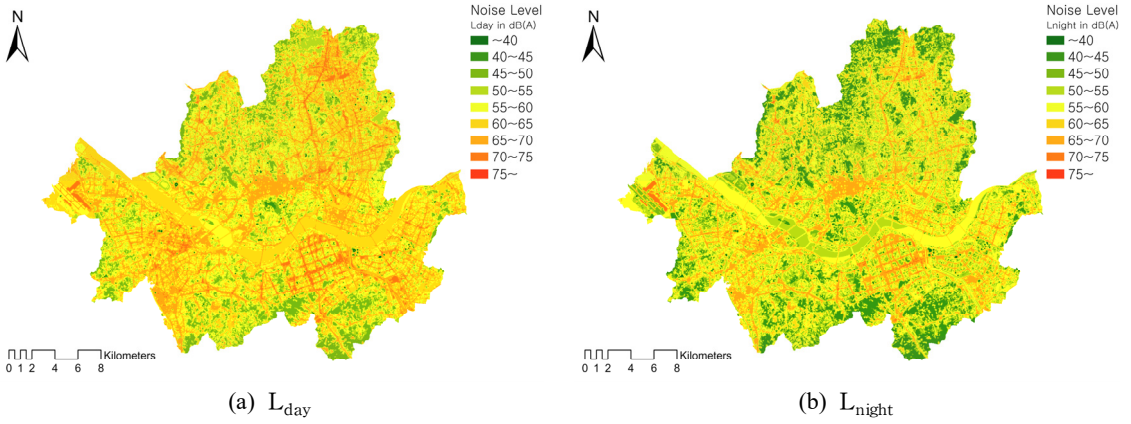 N
Noise Level
Lday in dB(A)
~40
40~45
45~50
50~55
55~60
60~65
65~70
70~75
75~
Kilometers
0 1 2 4 6 8
(a) Lday
N
Noise Level
Lnight in dB(A)
~40
40~45
45~50
50~55
55~60
60~65
65~70
70~75
75~
Kilometers
0 1 2 4 6 8
(b) Lnight